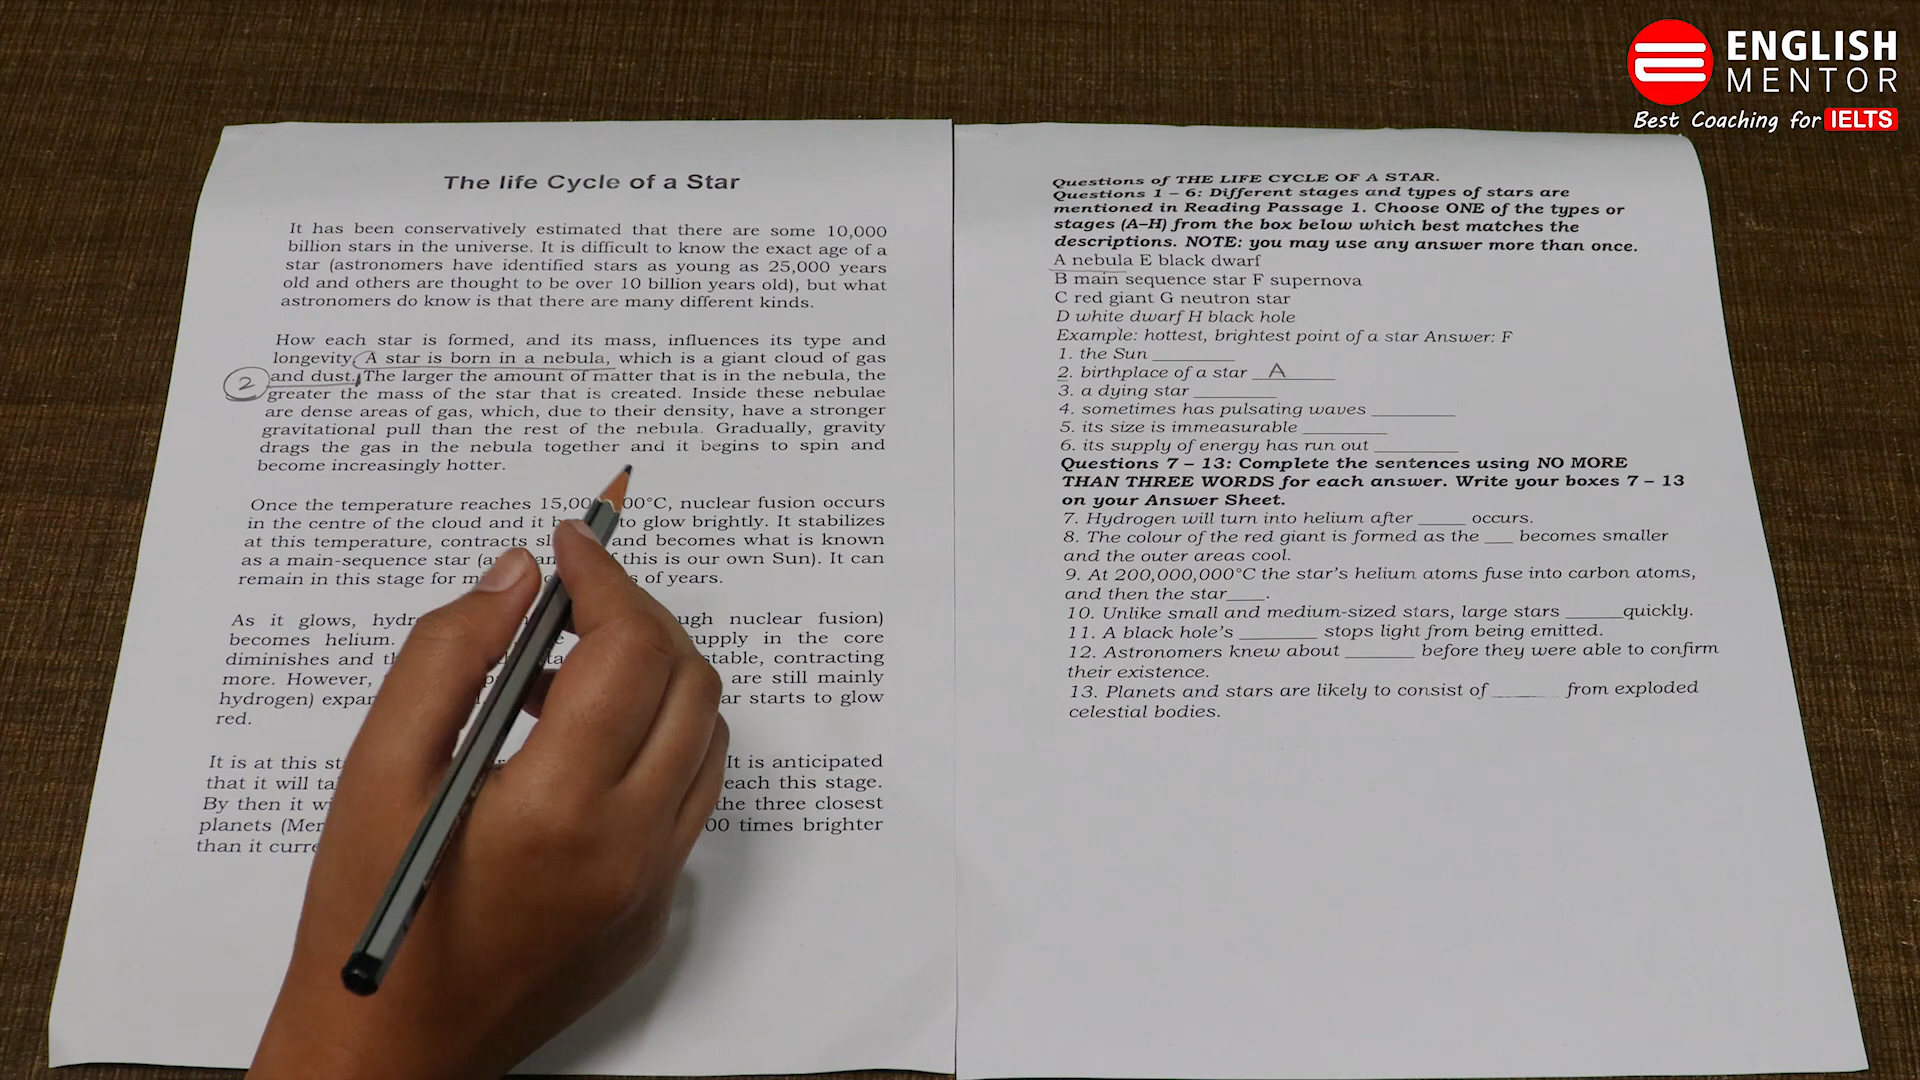 ENGLISH
MENTOR
Best Coaching for IELTS
The life Cycle of a Star
It has been conservatively estimated that there are some 10,000
billion stars in the universe. It is difficult to know the exact age of a
star (astronomers have identified stars as young as 25,000 years
old and others are thought to be over 10 billion years old), but what
astronomers do know is that there are many different kinds.
How each star is formed, and its mass, influences its type and
longevity. A star is born in a nebula, which is a giant cloud of gas
2 and dust. The larger the amount of matter that is in the nebula, the
greater the mass of the star that is created. Inside these nebulae
are dense areas of gas, which, due to their density, have a stronger
gravitational pull than the rest of the nebula. Gradually, gravity
drags the gas in the nebula together and it begins to spin and
become increasingly hotter.
Once the temperature reaches nuclear fusion occurs
in the centre of the cloud and it to glow brightly. It stabilizes
at this temperature, contracts and becomes what is known
as a main-sequence star this is our own Sun). It can
remain in this stage for of years.
As it glows, nuclear fusion)
becomes helium. supply in the core
diminishes and contracting
more. However, are still mainly
hydrogen) starts to glow
red.
It is at this It is anticipated
that it will each this stage.
By then it the three closest
planets times brighter
than it
Questions of THE LIFE CYCLE OF A STAR.
Questions 1 – 6: Different stages and types of stars are
mentioned in Reading Passage 1. Choose ONE of the types or
stages (A–H) from the box below which best matches the
descriptions. NOTE: you may use any answer more than once.
A nebula E black dwarf
B main sequence star F supernova
C red giant G neutron star
D white dwarf H black hole
Example: hottest, brightest point of a star Answer: F
1. the Sun ________
2. birthplace of a star ________ A
3. a dying star ________
4. sometimes has pulsating waves ________
5. its size is immeasurable ________
6. its supply of energy has run out ________
Questions 7 – 13: Complete the sentences using NO MORE
THAN THREE WORDS for each answer. Write your boxes 7 – 13
on your Answer Sheet.
7. Hydrogen will turn into helium after _____ occurs.
8. The colour of the red giant is formed as the ___ becomes smaller
and the outer areas cool.
9. At 200,000,000°C the star's helium atoms fuse into carbon atoms,
and then the star____.
10. Unlike small and medium-sized stars, large stars ______quickly.
11. A black hole's ________ stops light from being emitted.
12. Astronomers knew about _______ before they were able to confirm
their existence.
13. Planets and stars are likely to consist of _______ from exploded
celestial bodies.